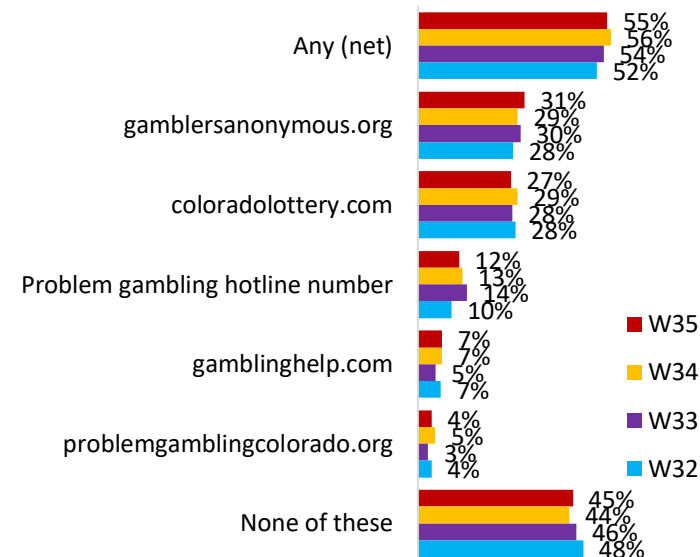 Any (net)
55%
56%
54%
52%
gamblersanonymous.org
31%
29%
30%
28%
coloradolottery.com
27%
29%
28%
28%
Problem gambling hotline number
12%
13%
14%
10%
gamblinghelp.com
7%
7%
5%
7%
problemgamblingcolorado.org
4%
5%
3%
4%
None of these
45%
44%
46%
48%
W35
W34
W33
W32